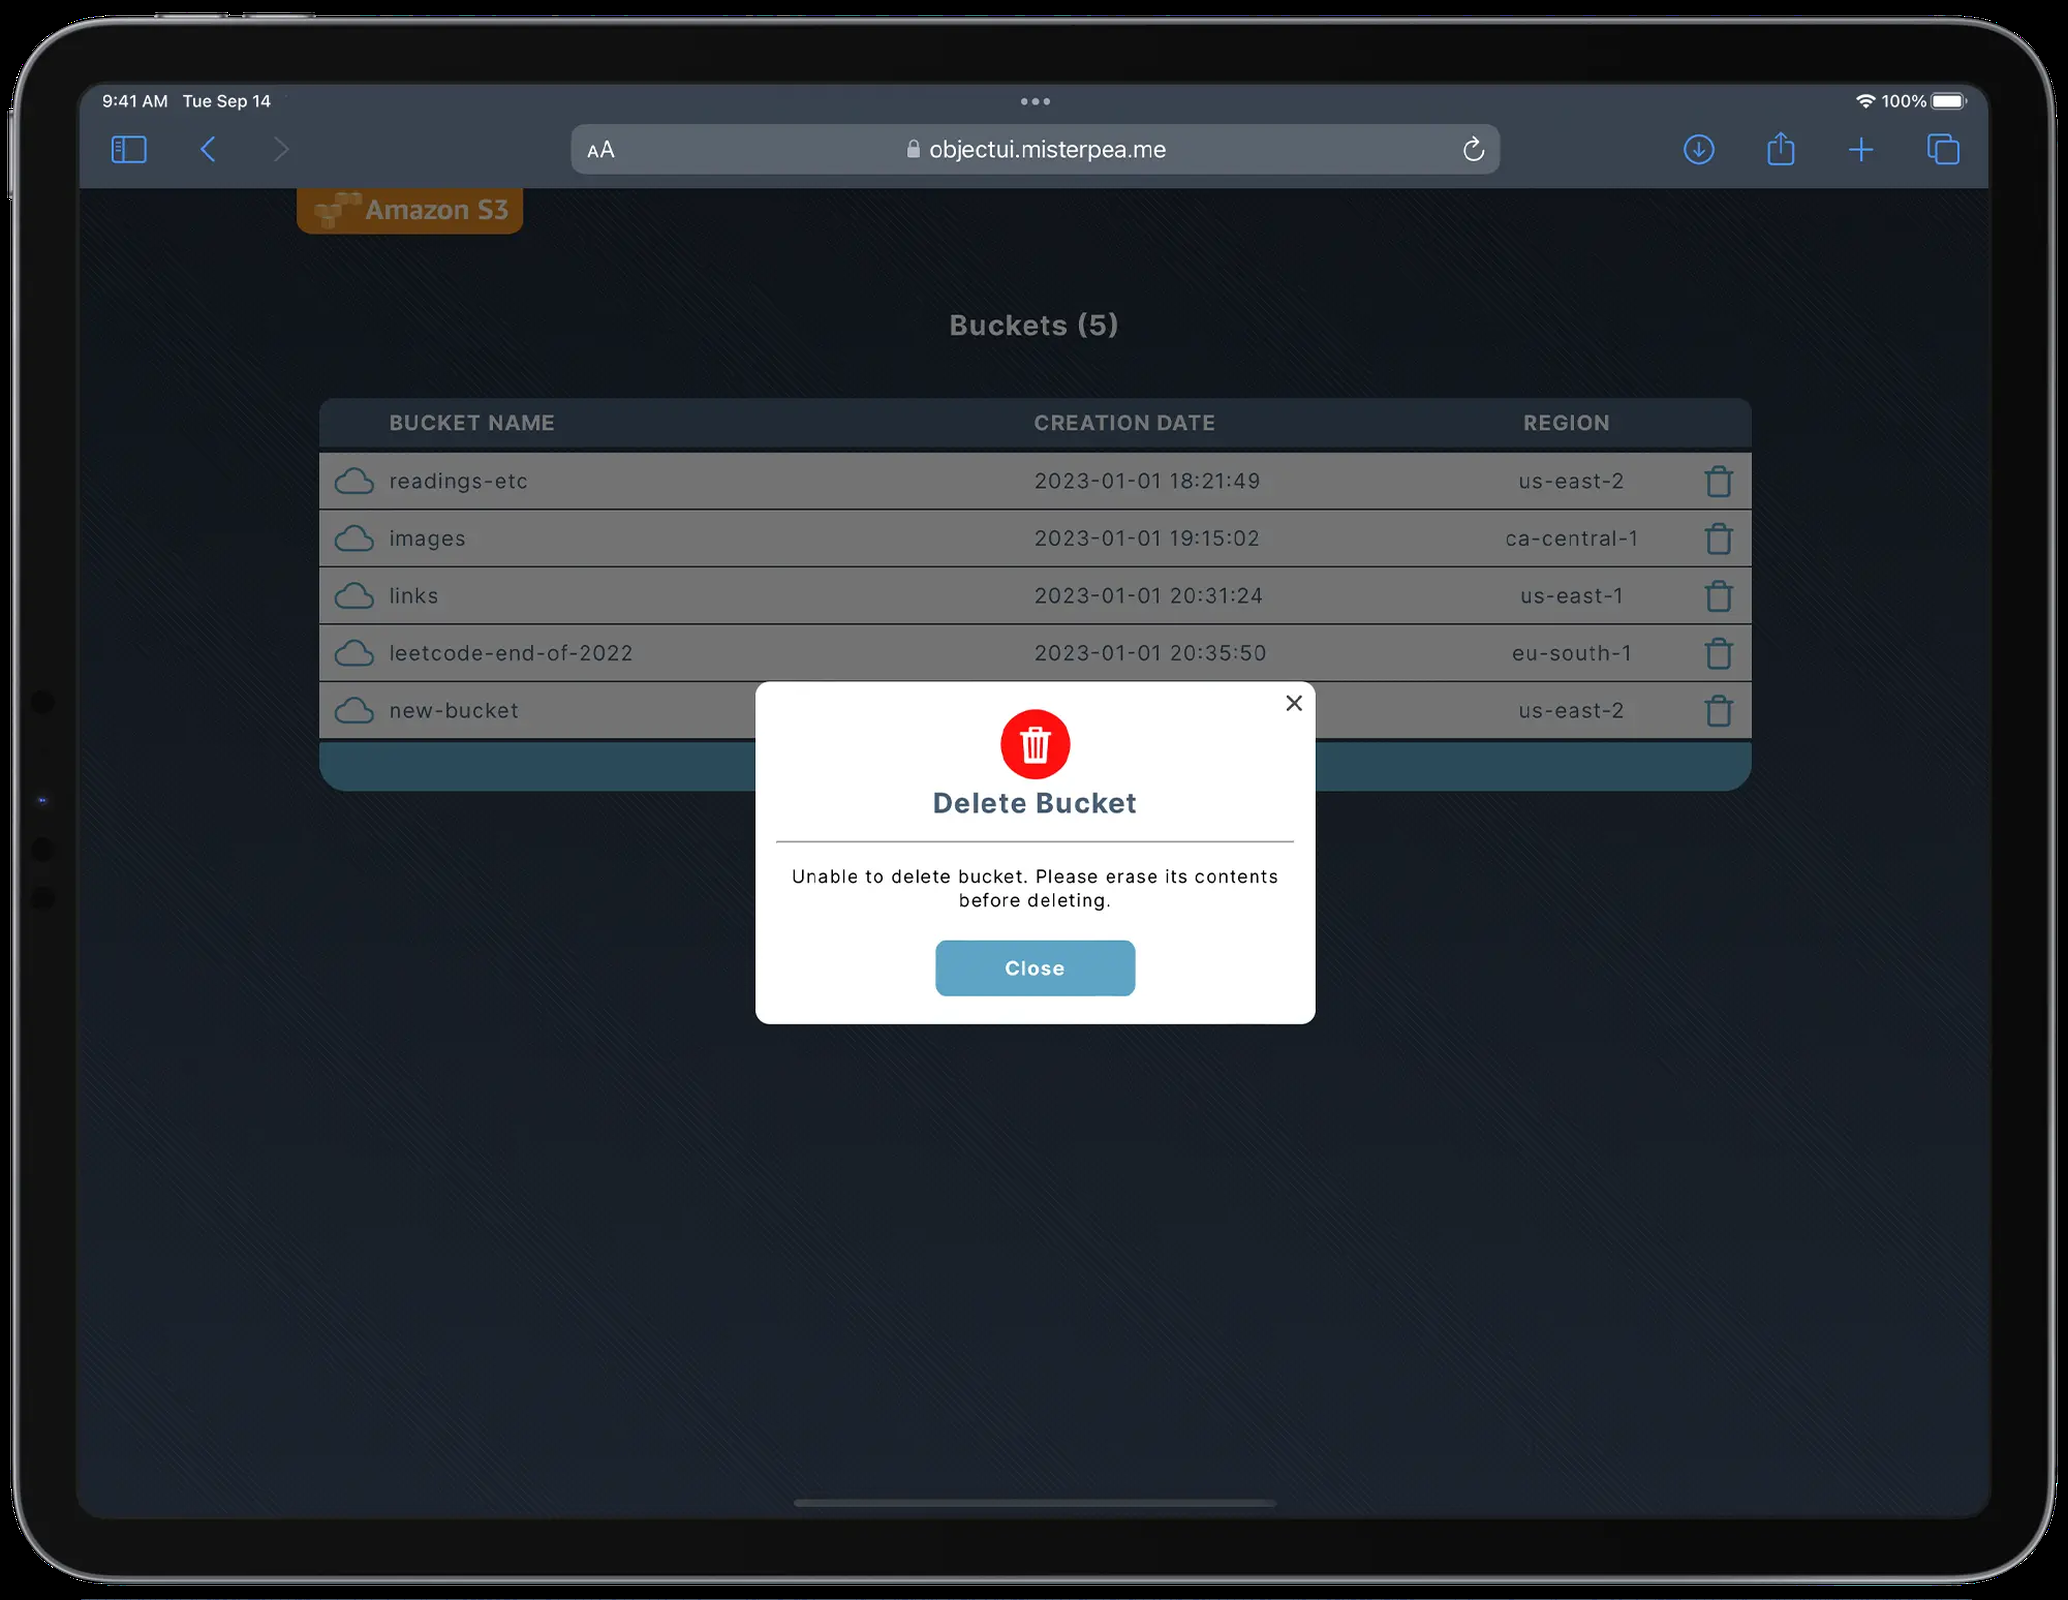 9:41 AM Tue Sep 14
100%
AA
objectui.misterpea.me
Amazon S3
Buckets (5)
BUCKET NAME CREATION DATE REGION
readings-etc 2023-01-01 18:21:49 us-east-2
images 2023-01-01 19:15:02 ca-central-1
links 2023-01-01 20:31:24 us-east-1
leetcode-end-of-2022 2023-01-01 20:35:50 eu-south-1
new-bucket us-east-2
Delete Bucket
Unable to delete bucket. Please erase its contents
before deleting.
Close